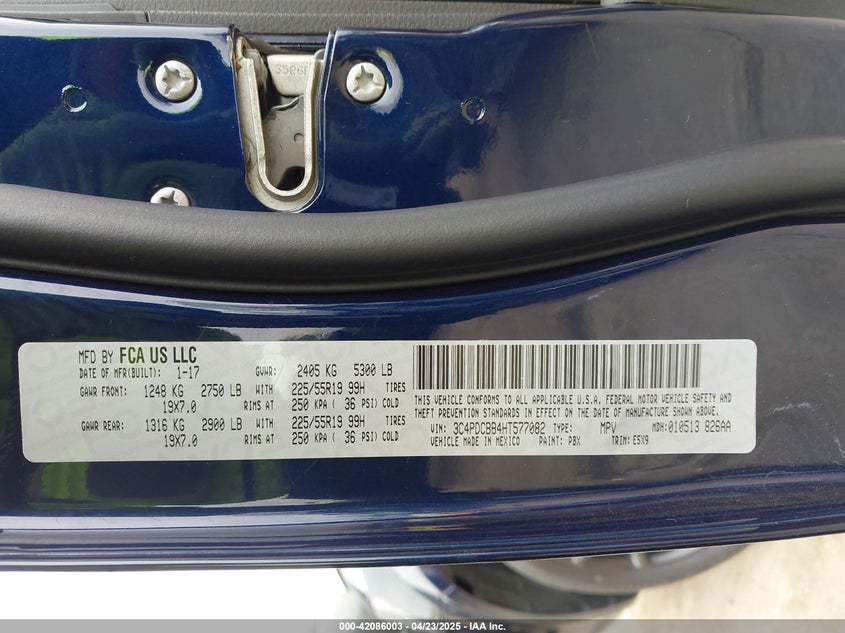 35268
MFD BY FCA US LLC
DATE OF MFR(BUILT): 1-17 GVWR: 2405 KG 5300 LB
GAWR FRONT: 1248 KG 2750 LB WITH 225/55R19 99H TIRES
19X7.0 RIMS AT 250 KPA ( 36 PSI) COLD
GAWR REAR: 1316 KG 2900 LB WITH 225/55R19 99H TIRES
19X7.0 RIMS AT 250 KPA ( 36 PSI) COLD
THIS VEHICLE CONFORMS TO ALL APPLICABLE U.S.A. FEDERAL MOTOR VEHICLE SAFETY AND
THEFT PREVENTION STANDARDS IN EFFECT ON THE DATE OF MANUFACTURE SHOWN ABOVE.
VIN: 3C4PDCBB4HT577082 TYPE: MPV MDH: 010513 826AA
VEHICLE MADE IN MEXICO PAINT: PBX TRIM: E5X9
000-42086003 - 04/23/2025 - IAA Inc.